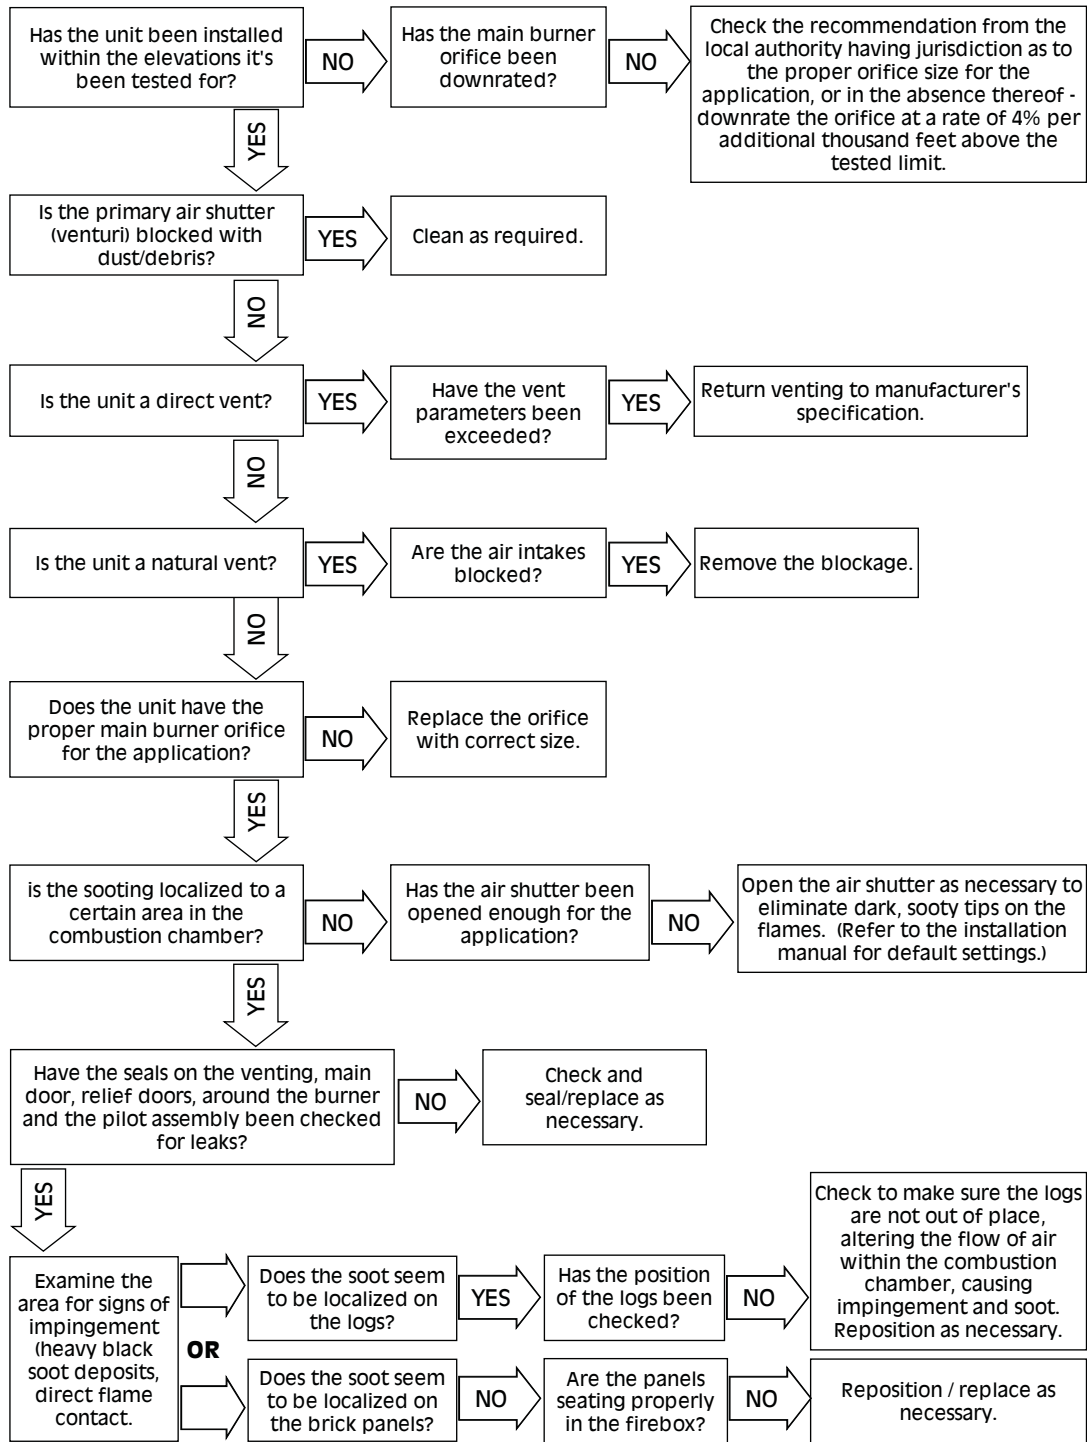 Has the unit been installed
within the elevations it's
been tested for?
NO
Has the main burner
orifice been
downrated?
NO
Check the recommendation from the
local authority having jurisdiction as to
the proper orifice size for the
application, or in the absence thereof -
downrate the orifice at a rate of 4% per
additional thousand feet above the
tested limit.
YES
Is the primary air shutter
(venturi) blocked with
dust/debris?
YES
Clean as required.
NO
Is the unit a direct vent?
YES
Have the vent
parameters been
exceeded?
YES
Return venting to manufacturer's
specification.
NO
Is the unit a natural vent?
YES
Are the air intakes
blocked?
YES
Remove the blockage.
NO
Does the unit have the
proper main burner orifice
for the application?
NO
Replace the orifice
with correct size.
YES
is the sooting localized to a
certain area in the
combustion chamber?
NO
Has the air shutter been
opened enough for the
application?
NO
Open the air shutter as necessary to
eliminate dark, sooty tips on the
flames.  (Refer to the installation
manual for default settings.)
YES
Have the seals on the venting, main
door, relief doors, around the burner
and the pilot assembly been checked
for leaks?
NO
Check and
seal/replace as
necessary.
YES
Examine the
area for signs of
impingement
(heavy black
soot deposits,
direct flame
contact.
OR
Does the soot seem
to be localized on
the logs?
YES
Has the position
of the logs been
checked?
NO
Check to make sure the logs
are not out of place,
altering the flow of air
within the combustion
chamber, causing
impingement and soot.
Reposition as necessary.
Does the soot seem
to be localized on
the brick panels?
NO
Are the panels
seating properly
in the firebox?
NO
Reposition / replace as
necessary.